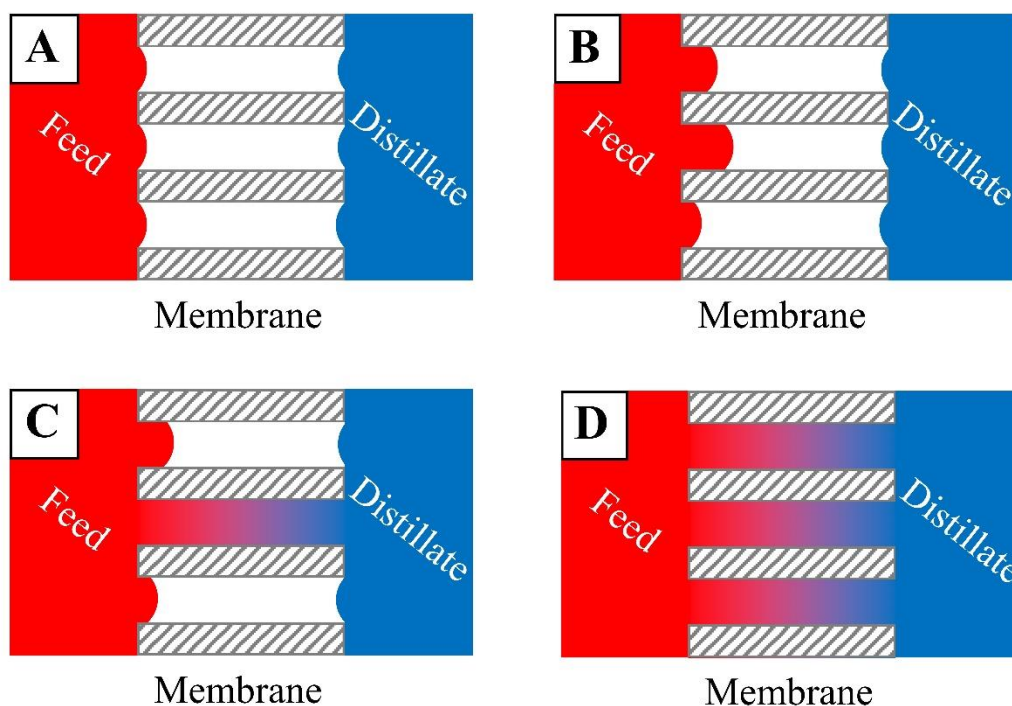 A
Feed
Distillate
Membrane
B
Feed
Distillate
Membrane
C
Feed
Distillate
Membrane
D
Feed
Distillate
Membrane